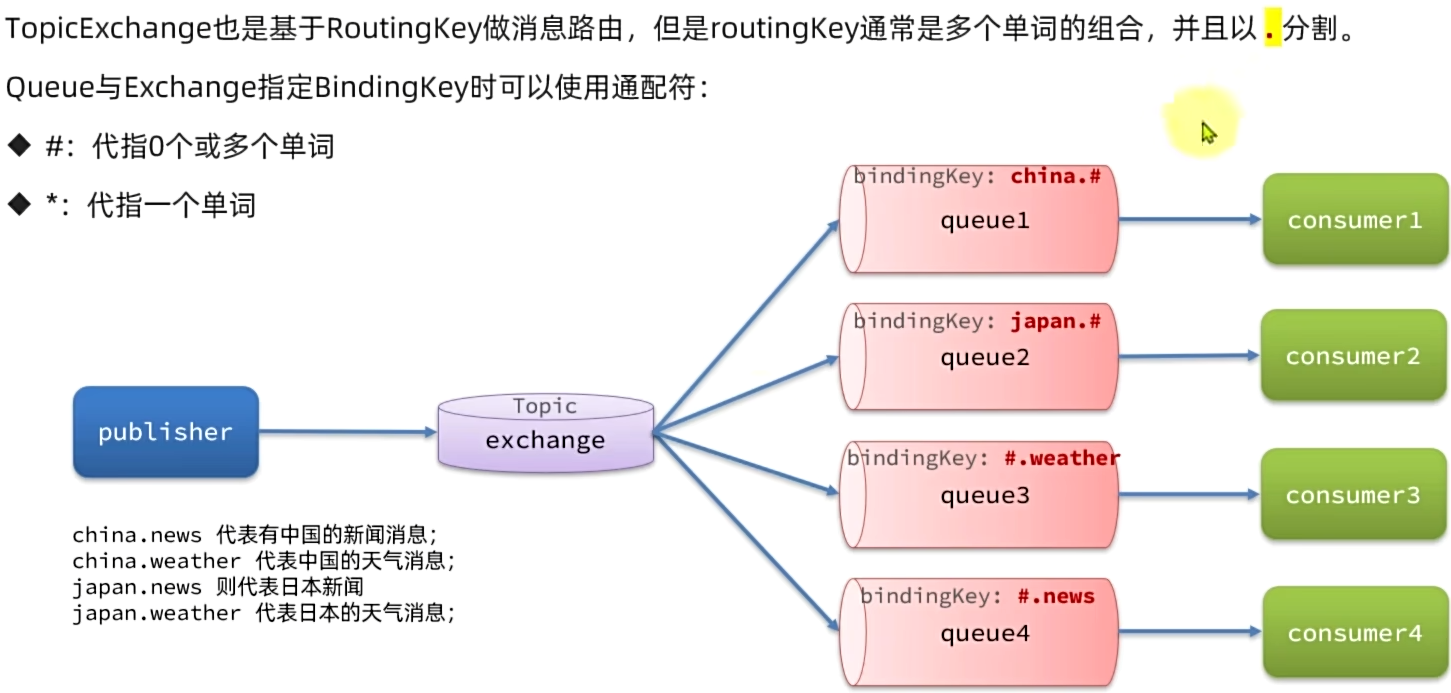 TopicExchange也是基于RoutingKey做消息路由，但是routingKey通常是多个单词的组合，并且以 . 分割。
Queue与Exchange指定BindingKey时可以使用通配符：
◆ #：代指0个或多个单词
◆ *：代指一个单词
bindingKey: china.#
queue1
consumer1
bindingKey: japan.#
queue2
consumer2
publisher
Topic
exchange
bindingKey: #.weather
queue3
consumer3
china.news 代表有中国的新闻消息；
china.weather 代表中国的天气消息；
japan.news 则代表日本新闻
japan.weather 代表日本的天气消息；
bindingKey: #.news
queue4
consumer4